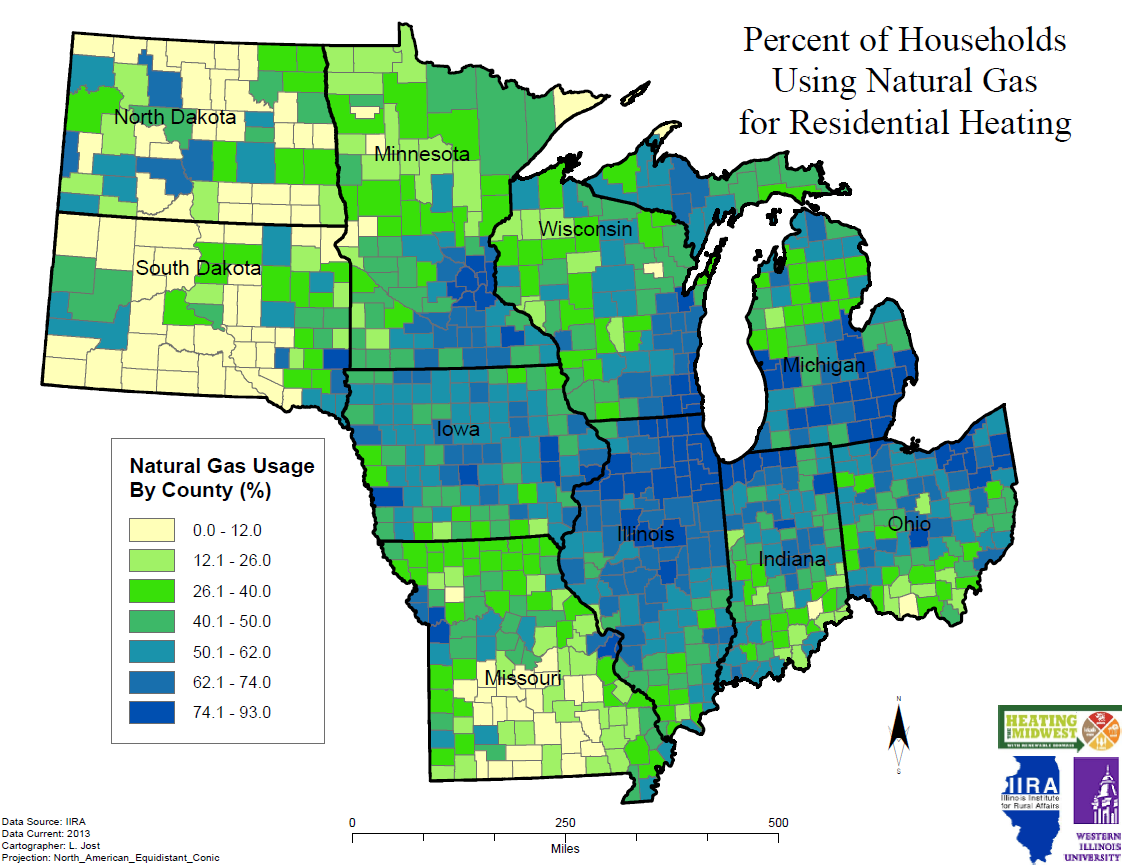 Percent of Households
Using Natural Gas
for Residential Heating
North Dakota
Minnesota
Wisconsin
South Dakota
Michigan
Iowa
Natural Gas Usage
By County (%)
0.0 - 12.0
12.1 - 26.0
26.1 - 40.0
40.1 - 50.0
50.1 - 62.0
62.1 - 74.0
74.1 - 93.0
Illinois
Indiana
Ohio
Missouri
N
S
HEATING
THE MIDWEST
WITH RENEWABLE ENERGIES
IIRA
Illinois Institute
for Rural Affairs
WESTERN
ILLINOIS
UNIVERSITY
Data Source: IIRA
Data Current: 2013
Cartographer: L. Jost
Projection: North_American_Equidistant_Conic
0 250 500
Miles